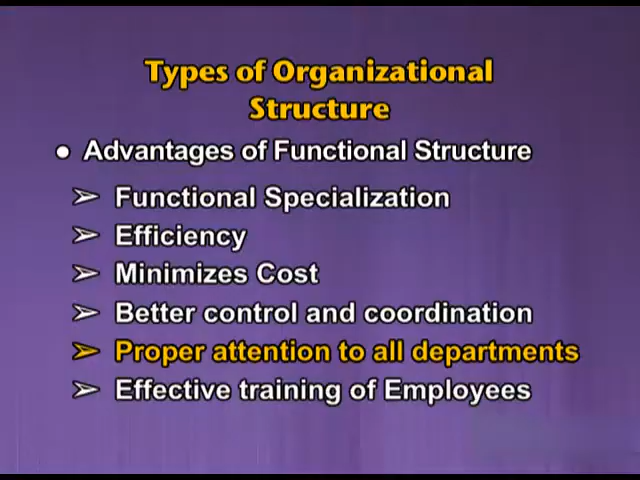 Types of Organizational
Structure
● Advantages of Functional Structure
➢ Functional Specialization
➢ Efficiency
➢ Minimizes Cost
➢ Better control and coordination
➢ Proper attention to all departments
➢ Effective training of Employees